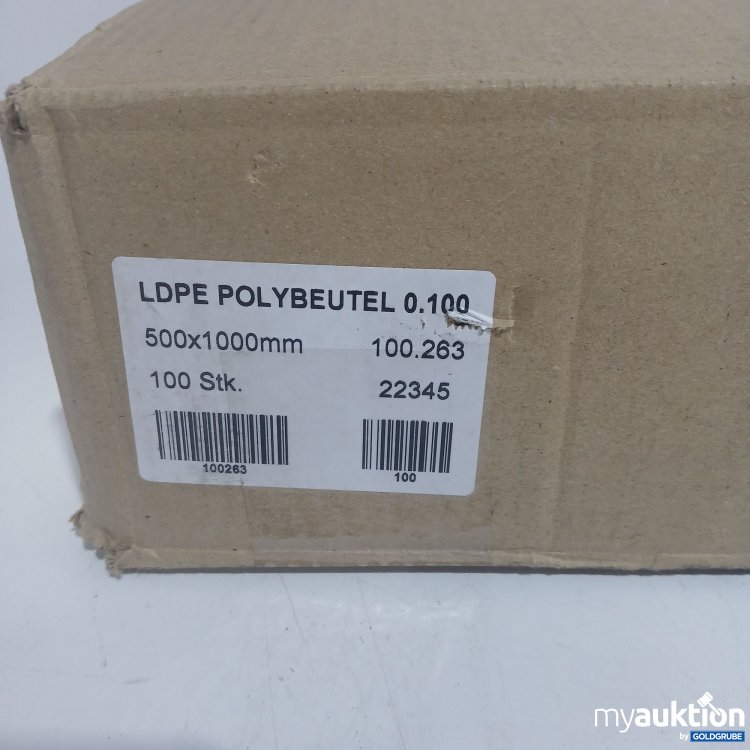 LDPE POLYBEUTEL 0.100
500x1000mm 100.263
100 Stk. 22345
100263 100
myauktion
by GOLDGRUBE